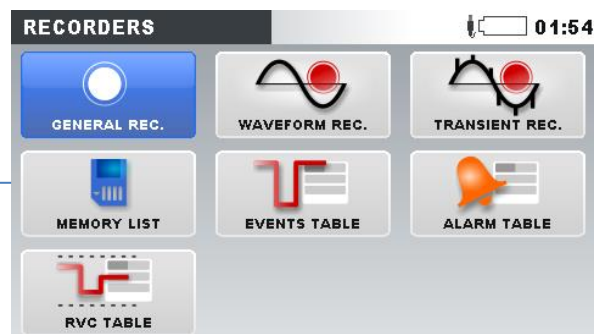 RECORDERS
01:54
GENERAL REC.
WAVEFORM REC.
TRANSIENT REC.
MEMORY LIST
EVENTS TABLE
ALARM TABLE
RVC TABLE